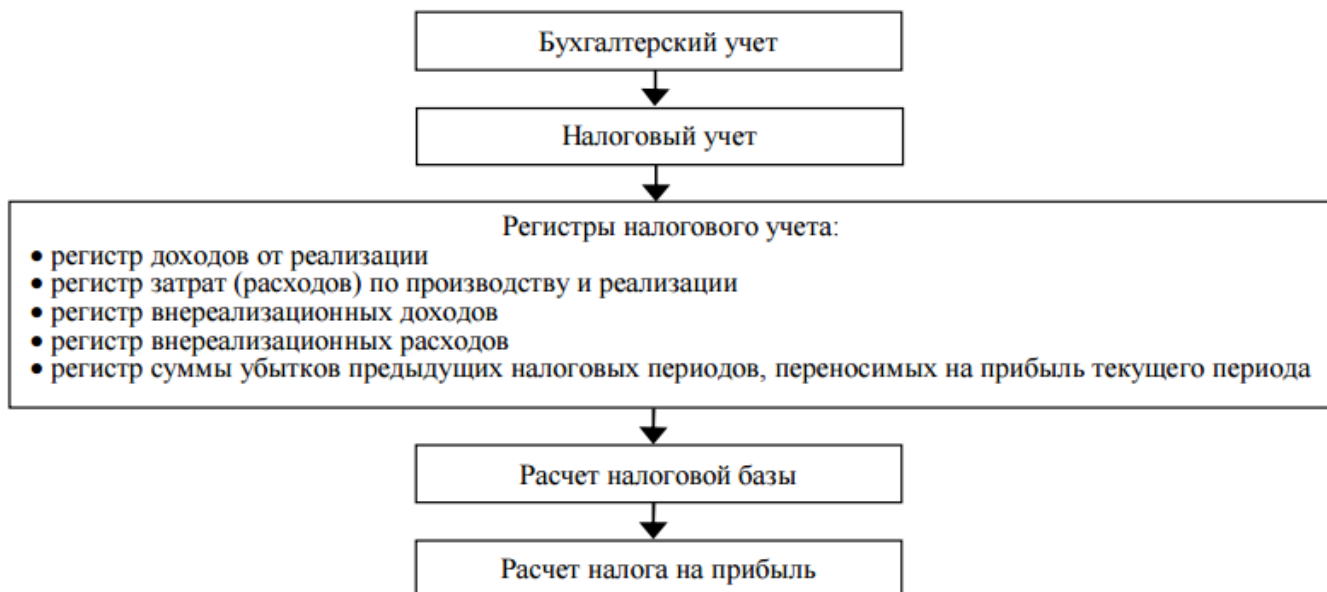 Бухгалтерский учет
Налоговый учет
Регистры налогового учета:
• регистр доходов от реализации
• регистр затрат (расходов) по производству и реализации
• регистр внереализационных доходов
• регистр внереализационных расходов
• регистр суммы убытков предыдущих налоговых периодов, переносимых на прибыль текущего периода
Расчет налоговой базы
Расчет налога на прибыль